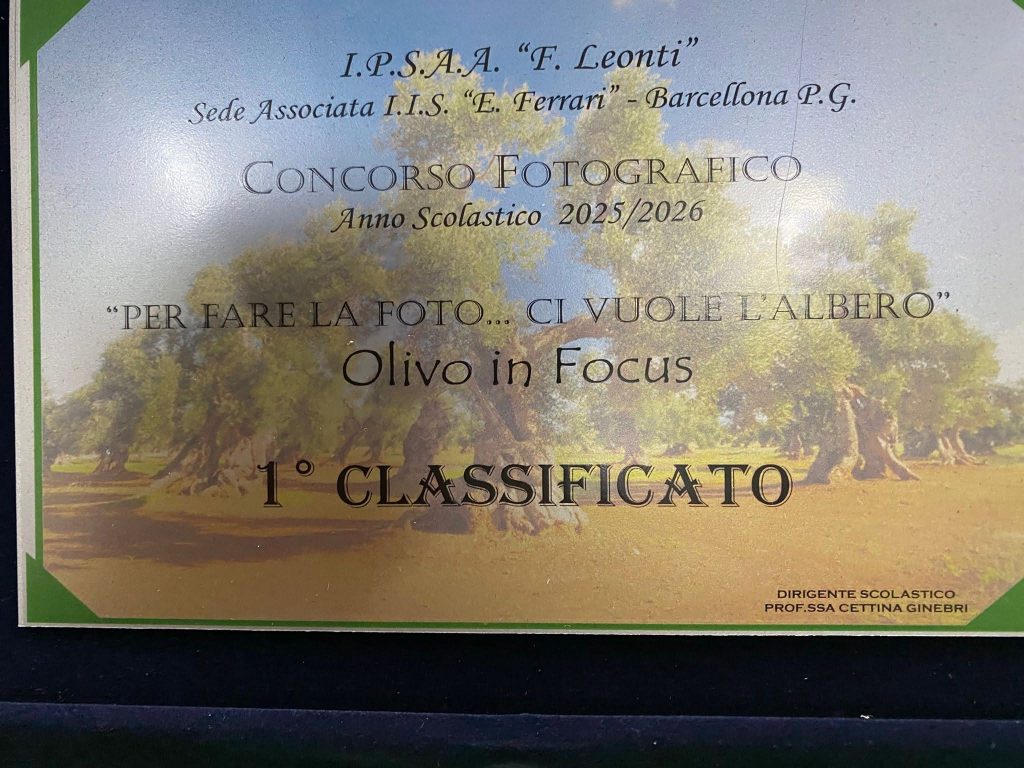 I.P.S.A.A. “F. Leonti”
Sede Associata I.I.S. “E. Ferrari” - Barcellona P.G.
Concorso Fotografico
Anno Scolastico 2025/2026
“PER FARE LA FOTO... CI VUOLE L’ALBERO”.
Olivo in Focus
1° CLASSIFICATO
DIRIGENTE SCOLASTICO
PROF.SSA CETTINA GINEBRI